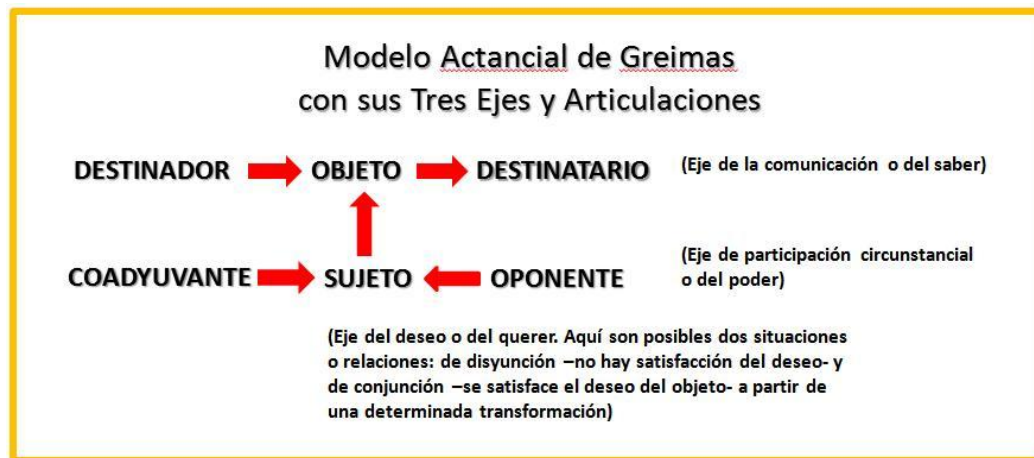 Modelo Actancial de Greimas
con sus Tres Ejes y Articulaciones
DESTINADOR OBJETO DESTINATARIO (Eje de la comunicación o del saber)
COADYUVANTE SUJETO OPONENTE (Eje de participación circunstancial
o del poder)
(Eje del deseo o del querer. Aquí son posibles dos situaciones
o relaciones: de disyunción –no hay satisfacción del deseo- y
de conjunción –se satisface el deseo del objeto- a partir de
una determinada transformación)